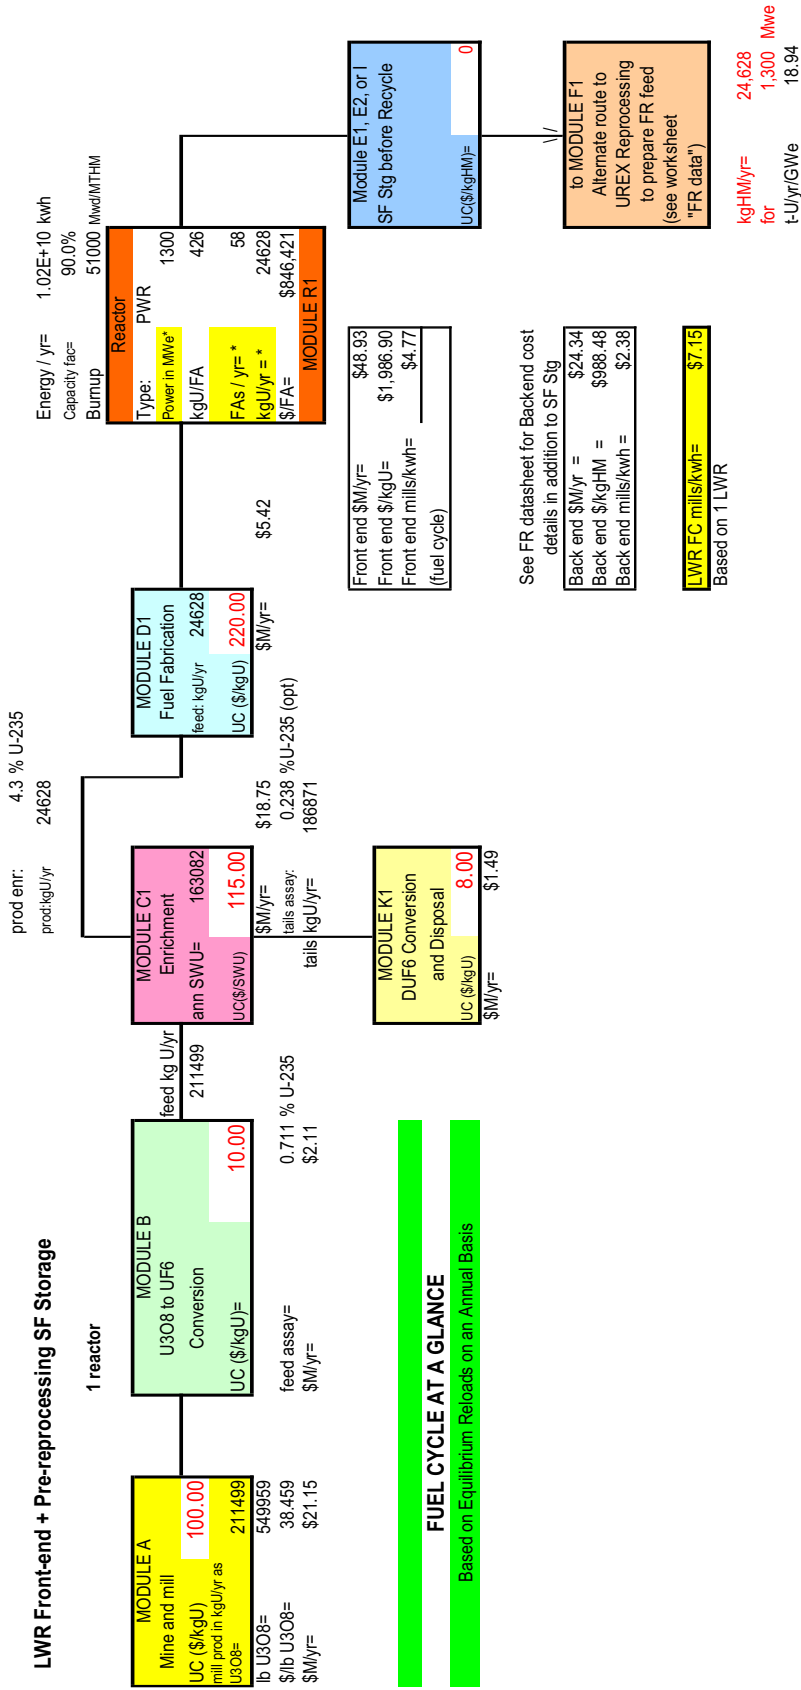 LWR Front-end + Pre-reprocessing SF Storage
1 reactor
MODULE A
Mine and mill
UC ($/kgU) 100.00
mill prod in kgU/yr as
U3O8= 211499
lb U3O8= 549959
$/lb U3O8= 38.459
$M/yr= $21.15
MODULE B
U3O8 to UF6
Conversion
UC ($/kgU)= 10.00
feed assay= 0.711 % U-235
$M/yr= $2.11
feed kg U/yr
211499
prod enr: 4.3 % U-235
prod:kgU/yr 24628
MODULE C1
Enrichment
ann SWU= 163082
UC($/SWU) 115.00
$M/yr= $18.75
tails assay: 0.238 %U-235 (opt)
tails kgU/yr= 186871
MODULE K1
DUF6 Conversion
and Disposal
UC ($/kgU) 8.00
$M/yr= $1.49
MODULE D1
Fuel Fabrication
feed: kgU/yr 24628
UC ($/kgU) 220.00
$M/yr= $5.42
Energy / yr= 1.02E+10 kwh
Capacity fac= 90.0%
Burnup 51000 Mwd/MTHM
Reactor
Type: PWR
Power in MWe* 1300
kgU/FA 426
FAs / yr= * 58
kgU/yr = * 24628
$/FA= $846,421
MODULE R1
Module E1, E2, or I
SF Stg before Recycle
UC($/kgHM)= 0
\/
to MODULE F1
Alternate route to
UREX Reprocessing
to prepare FR feed
(see worksheet
"FR data")
kgHM/yr= 24,628
for 1,300 Mwe
t-U/yr/GWe 18.94
Front end $M/yr= $48.93
Front end $/kgU= $1,986.90
Front end mills/kwh= $4.77
(fuel cycle)
See FR datasheet for Backend cost
details in addition to SF Stg
Back end $M/yr = $24.34
Back end $/kgHM = $988.48
Back end mills/kwh = $2.38
LWR FC mills/kwh= $7.15
Based on 1 LWR
FUEL CYCLE AT A GLANCE
Based on Equilibrium Reloads on an Annual Basis